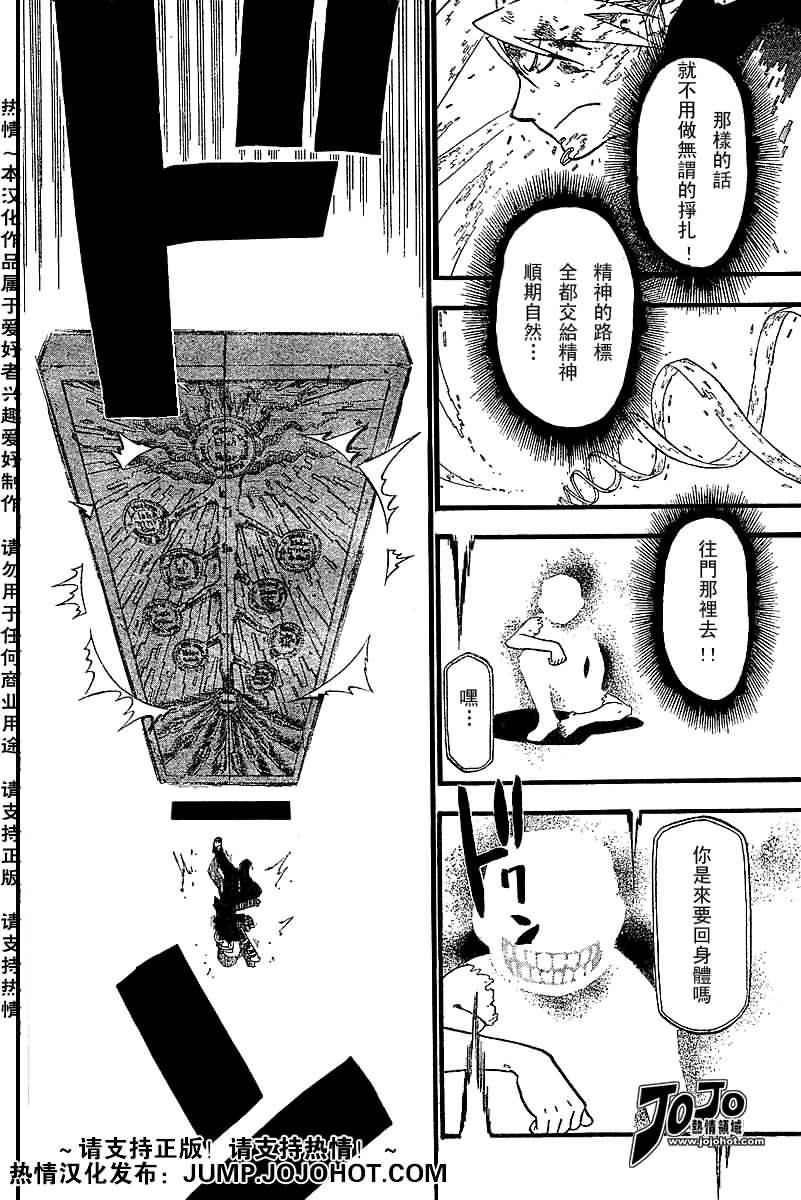 那樣的話
就不用做無謂的掙扎！
精神的路標
全都交給精神
順期自然…
往門那裡去!!
嘿…
你是來要回身體嗎
ドクン
ドォン
热情～本汉化作品属于爱好者兴趣爱好制作 请勿用于任何商业用途 请支持正版 请支持热情
JOJO
熱情領域
www.jojohot.com
~ 请支持正版! 请支持热情! ~
热情汉化发布: JUMP.JOJOHOT.COM